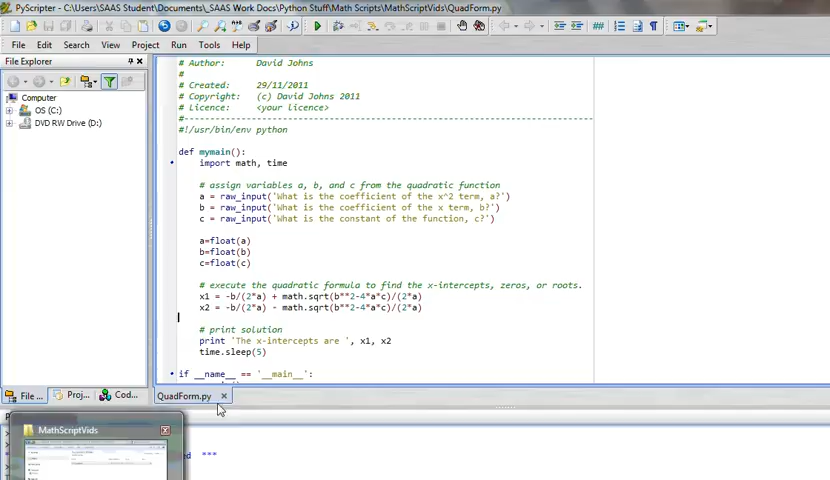 PyScripter - C:\Users\SAAS Student\Documents\_SAAS Work Docs\Python Stuff\Math Scripts\MathScriptVids\QuadForm.py
File Edit Search View Project Run Tools Help
File Explorer
Computer
OS (C:)
DVD RW Drive (D:)
# Author: David Johns
#
# Created: 29/11/2011
# Copyright: (c) David Johns 2011
# Licence: <your licence>
#-------------------------------------------------------------------------------
#!/usr/bin/env python
def mymain():
import math, time
# assign variables a, b, and c from the quadratic function
a = raw_input('What is the coefficient of the x^2 term, a?')
b = raw_input('What is the coefficient of the x term, b?')
c = raw_input('What is the constant of the function, c?')
a=float(a)
b=float(b)
c=float(c)
# execute the quadratic formula to find the x-intercepts, zeros, or roots.
x1 = -b/(2*a) + math.sqrt(b**2-4*a*c)/(2*a)
x2 = -b/(2*a) - math.sqrt(b**2-4*a*c)/(2*a)
# print solution
print 'The x-intercepts are ', x1, x2
time.sleep(5)
if __name__ == '__main__':
File ... Proj... Cod...
QuadForm.py
MathScriptVids
ed ***